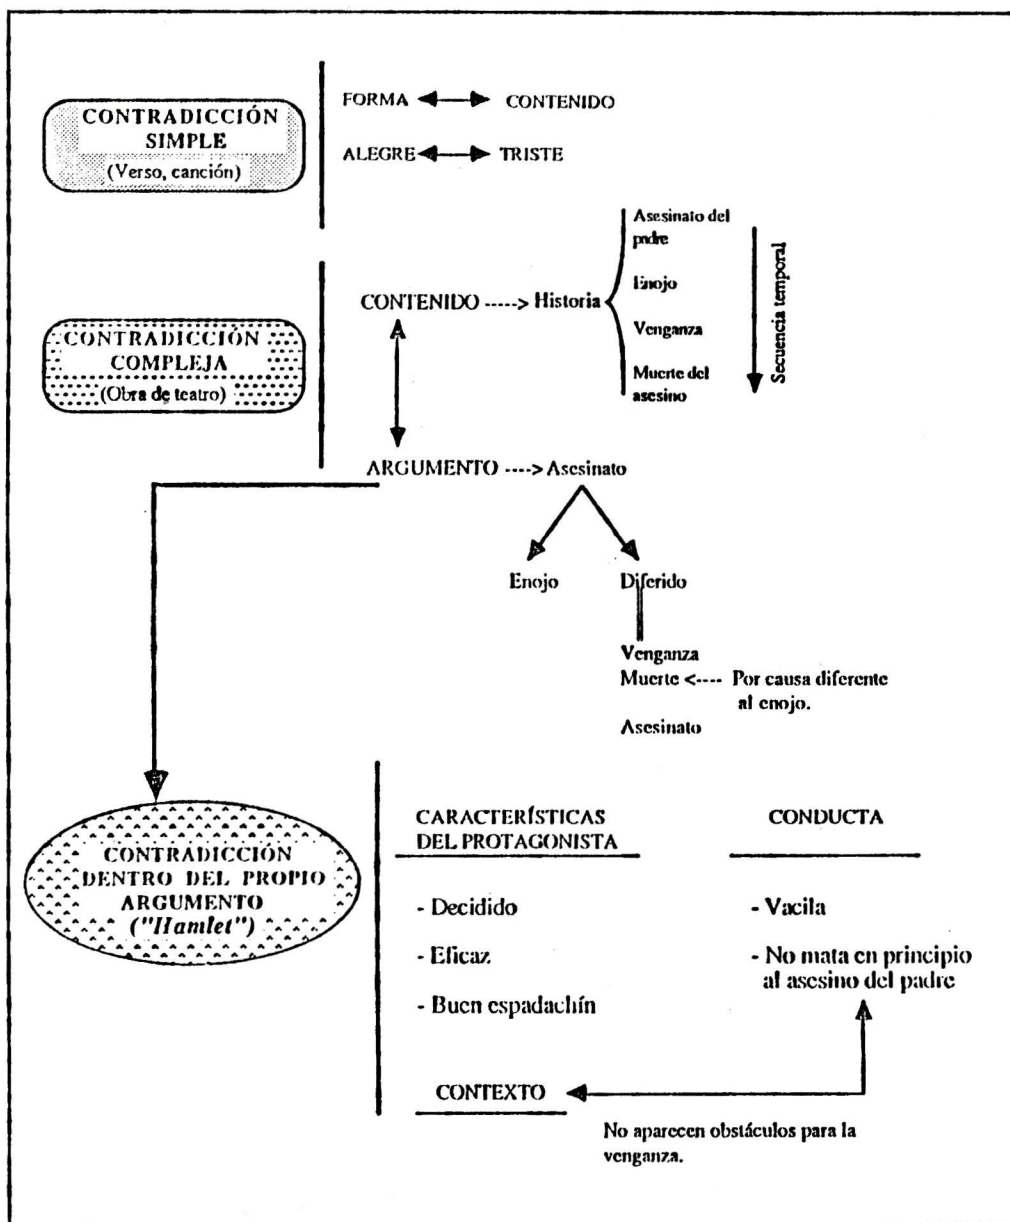 CONTRADICCIÓN
SIMPLE
(Verso, canción)
FORMA CONTENIDO
ALEGRE TRISTE
CONTRADICCIÓN
COMPLEJA
(Obra de teatro)
CONTENIDO -----> Historia
Asesinato del
padre
Enojo
Venganza
Muerte del
asesino
Secuencia temporal
ARGUMENTO ----> Asesinato
Enojo Diferido
Venganza
Muerte <---- Por causa diferente
al enojo.
Asesinato
CONTRADICCIÓN
DENTRO DEL PROPIO
ARGUMENTO
("Hamlet")
CARACTERÍSTICAS
DEL PROTAGONISTA
- Decidido
- Eficaz
- Buen espadachín
CONDUCTA
- Vacila
- No mata en principio
al asesino del padre
CONTEXTO
No aparecen obstáculos para la
venganza.